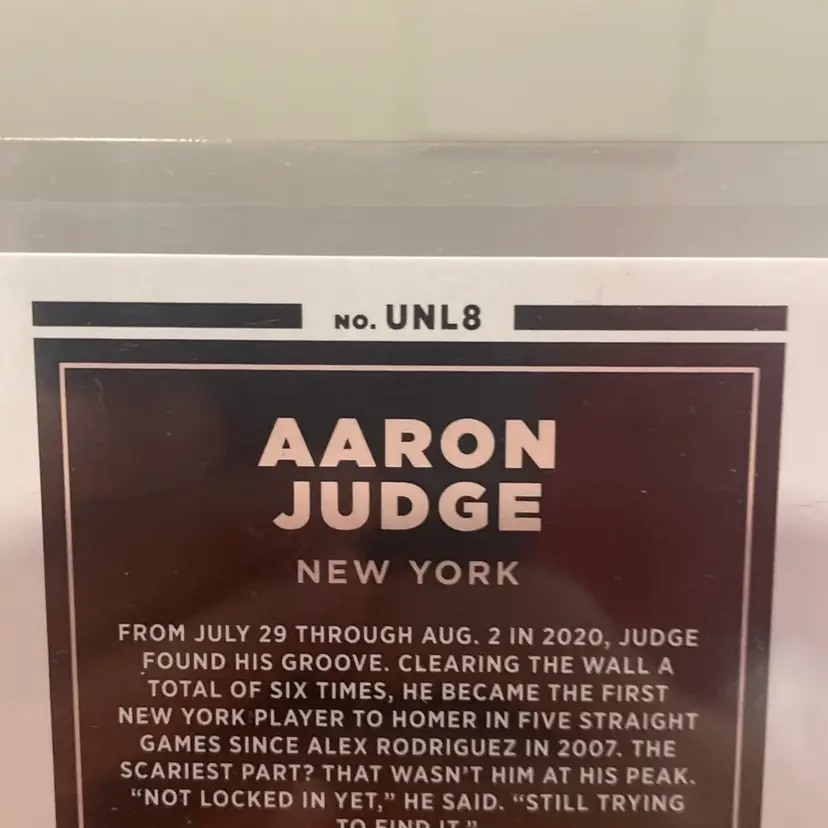 NO. UNL8
AARON
JUDGE
NEW YORK
FROM JULY 29 THROUGH AUG. 2 IN 2020, JUDGE
FOUND HIS GROOVE. CLEARING THE WALL A
TOTAL OF SIX TIMES, HE BECAME THE FIRST
NEW YORK PLAYER TO HOMER IN FIVE STRAIGHT
GAMES SINCE ALEX RODRIGUEZ IN 2007. THE
SCARIEST PART? THAT WASN'T HIM AT HIS PEAK.
"NOT LOCKED IN YET," HE SAID. "STILL TRYING
TO FIND IT."